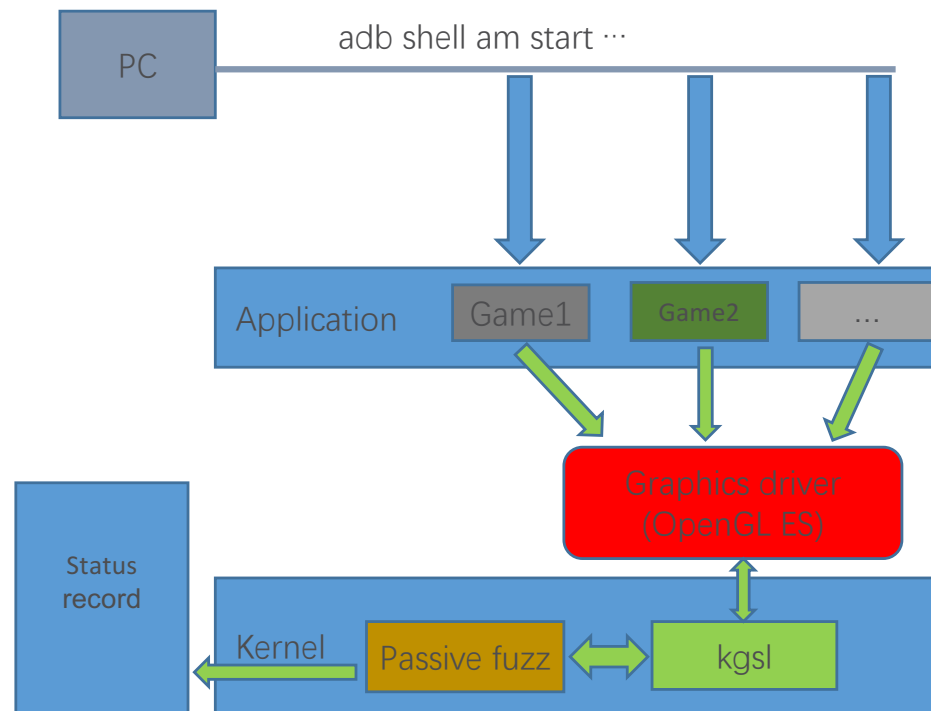 adb shell am start ⋯
PC
Application
Game1
Game2
...
Graphics driver
(OpenGL ES)
Status
record
Kernel
Passive fuzz
kgsl